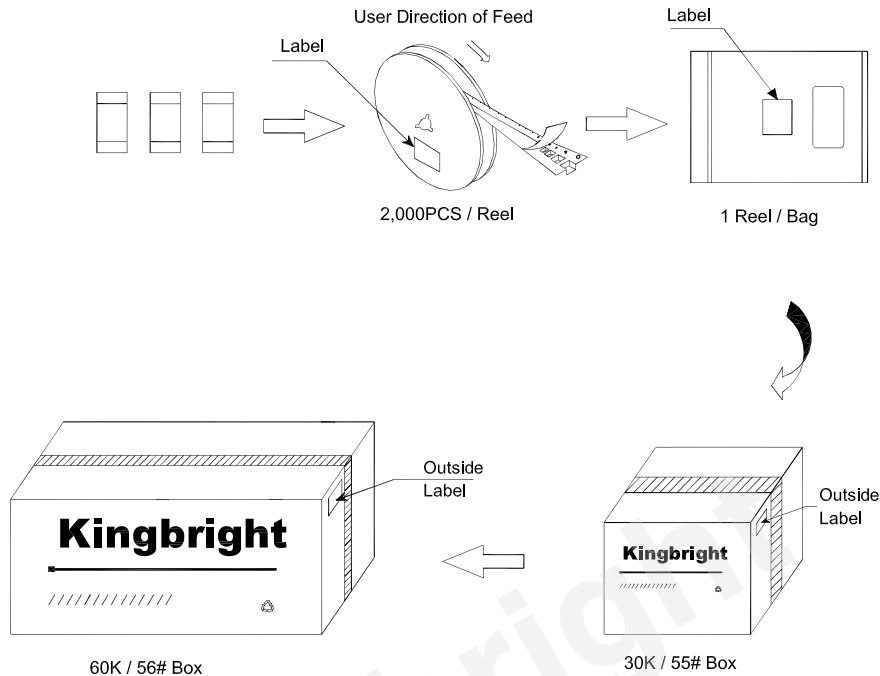 User Direction of Feed
Label
Label
2,000PCS / Reel
1 Reel / Bag
Outside
Label
Kingbright
60K / 56# Box
Outside
Label
Kingbright
30K / 55# Box
bright